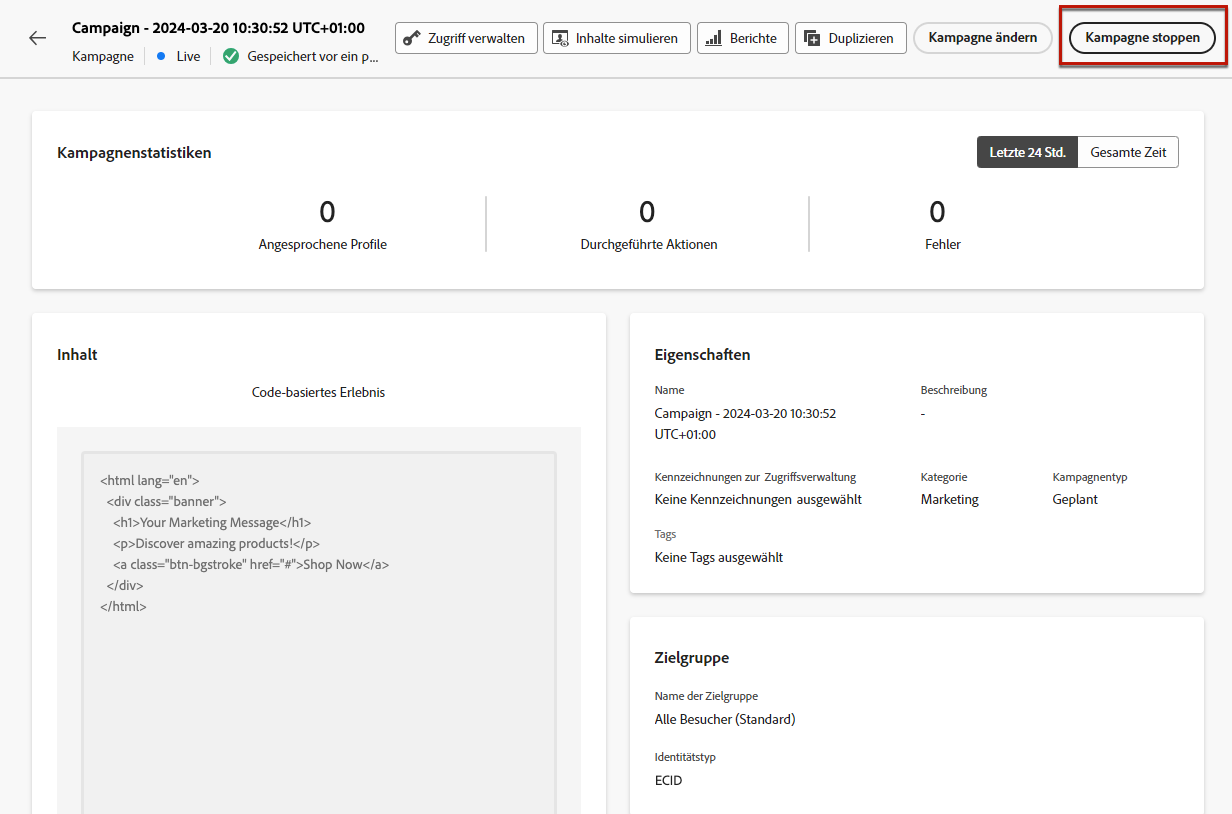 Campaign - 2024-03-20 10:30:52 UTC+01:00
Kampagne Live Gespeichert vor ein p...
Zugriff verwalten Inhalte simulieren Berichte Duplizieren Kampagne ändern Kampagne stoppen
Kampagnenstatistiken
Letzte 24 Std. Gesamte Zeit
0 0 0
Angesprochene Profile Durchgeführte Aktionen Fehler
Inhalt
Code-basiertes Erlebnis
<html lang="en">
<div class="banner">
<h1>Your Marketing Message</h1>
<p>Discover amazing products!</p>
<a class="btn-bgstroke" href="#">Shop Now</a>
</div>
</html>
Eigenschaften
Name Beschreibung
Campaign - 2024-03-20 10:30:52 -
UTC+01:00
Kennzeichnungen zur Zugriffsverwaltung Kategorie Kampagnentyp
Keine Kennzeichnungen ausgewählt Marketing Geplant
Tags
Keine Tags ausgewählt
Zielgruppe
Name der Zielgruppe
Alle Besucher (Standard)
Identitätstyp
ECID